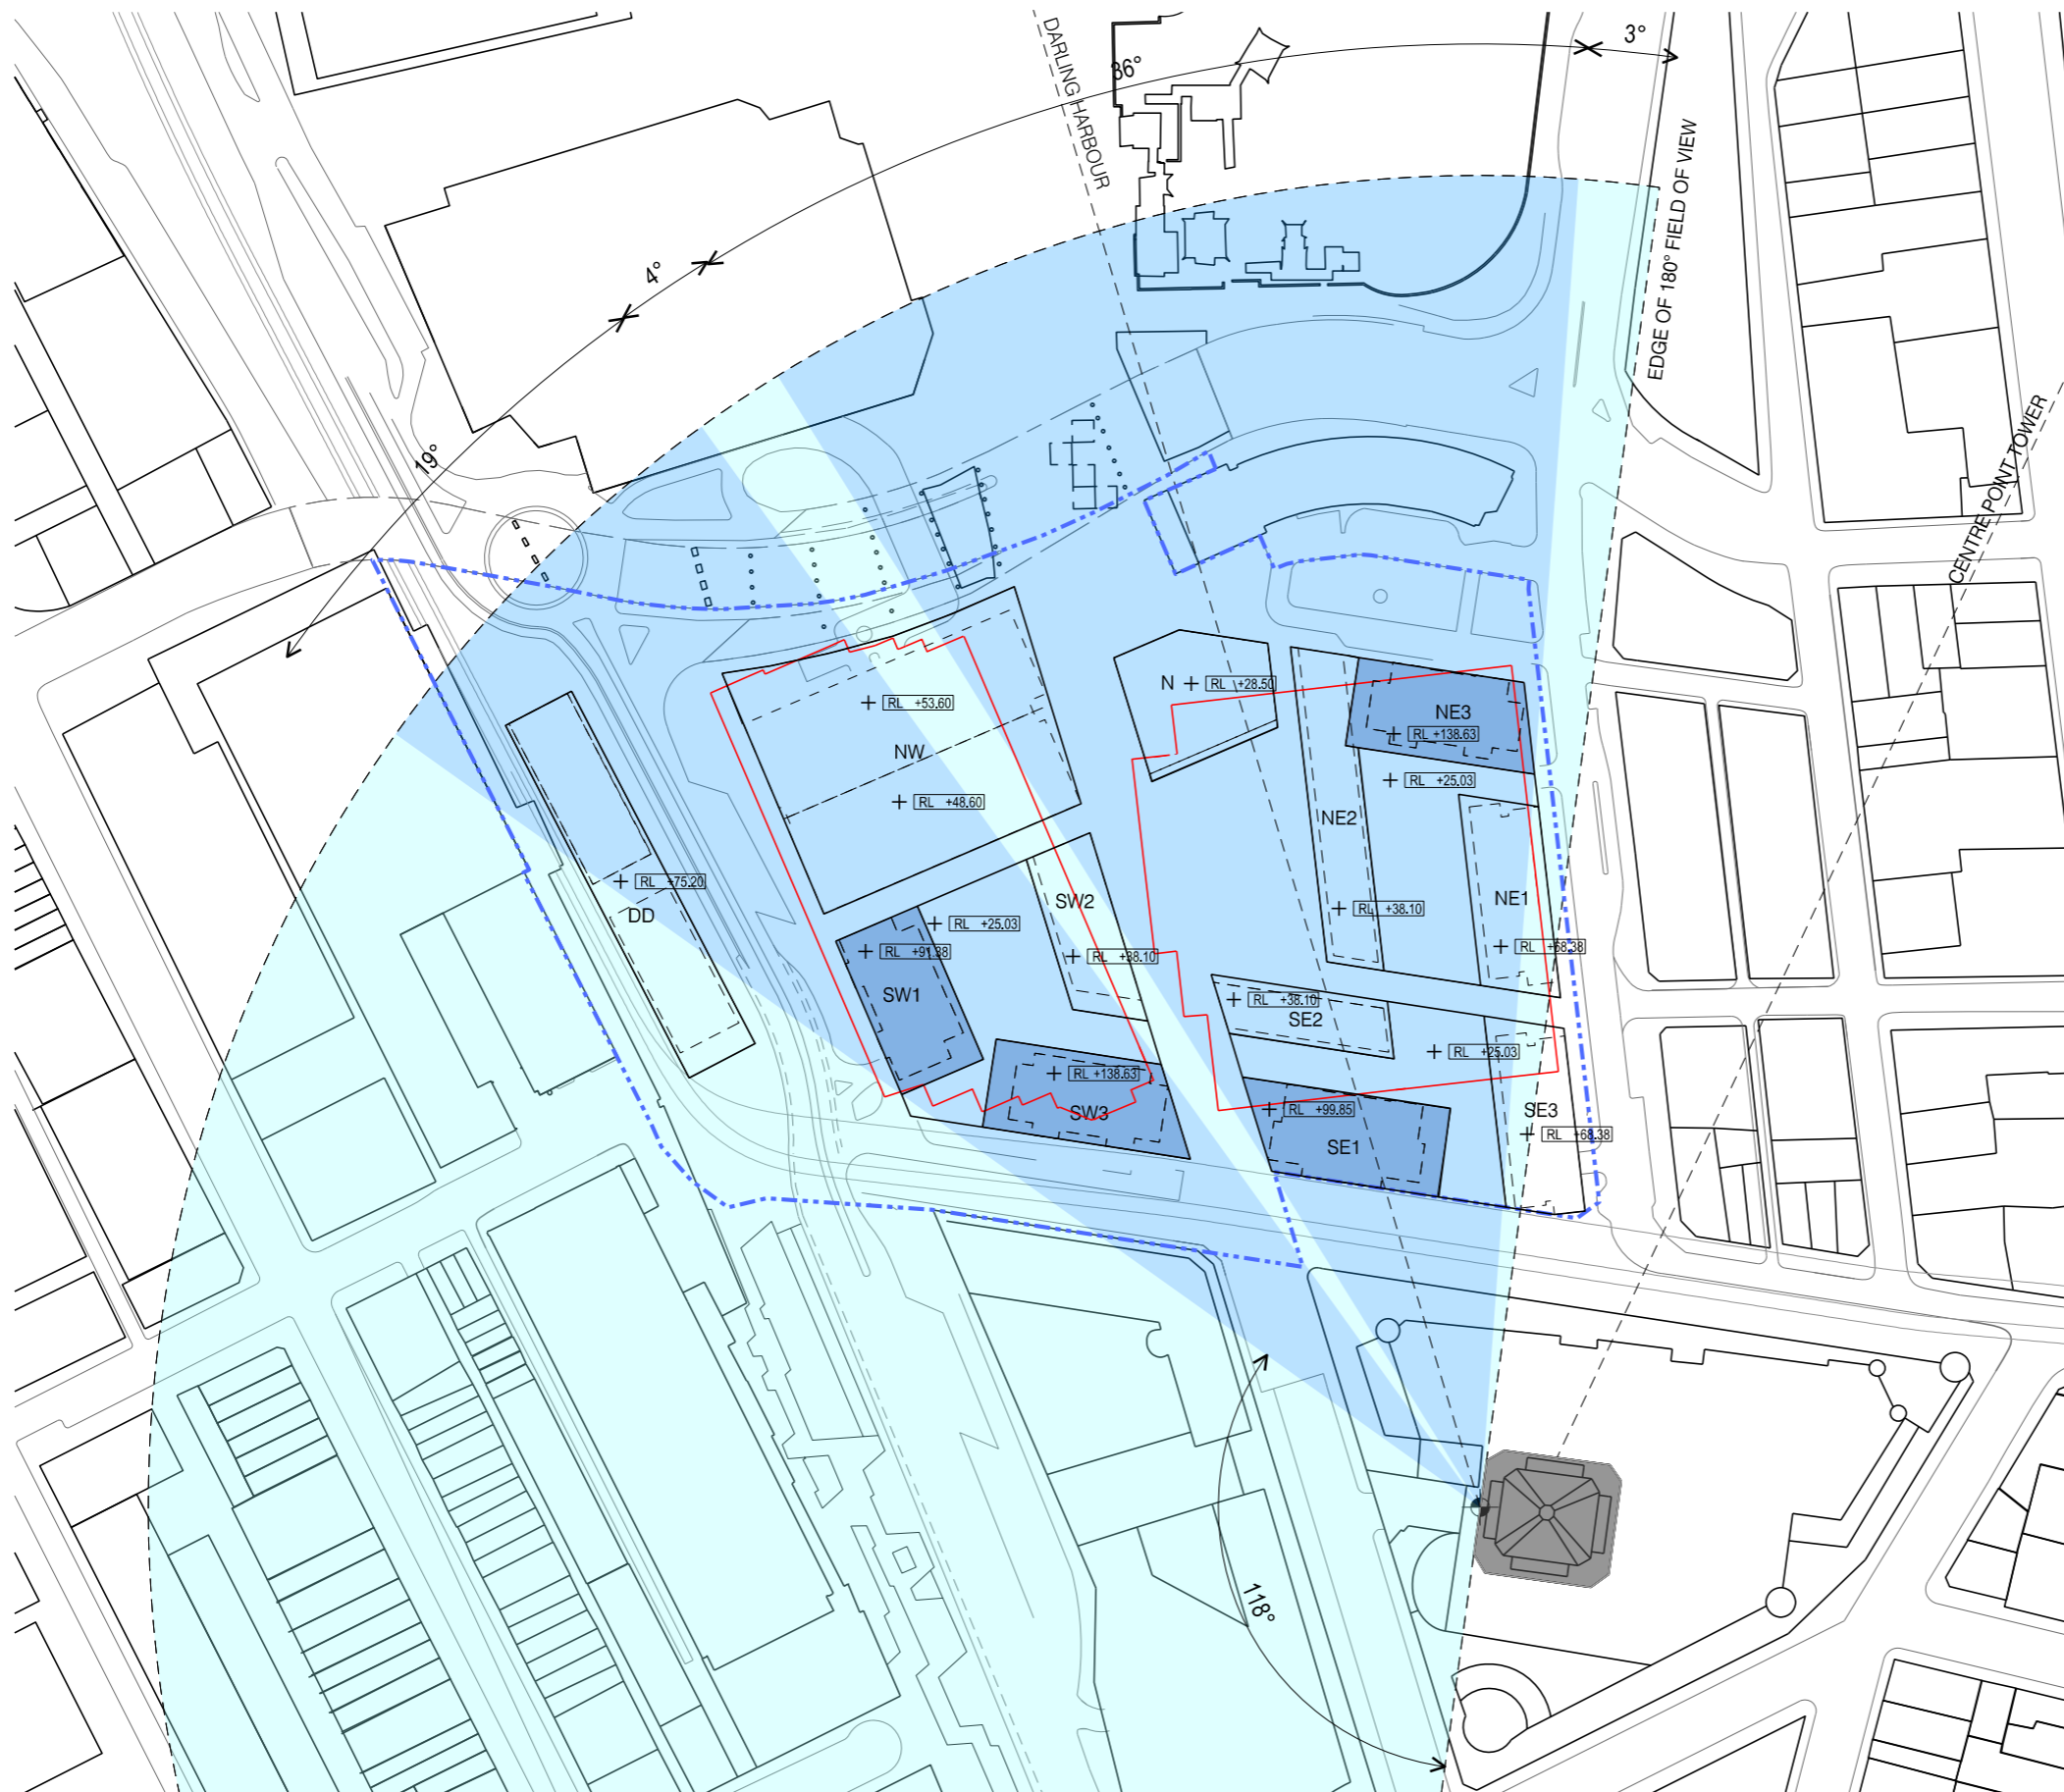 3°
36°
DARLING HARBOUR
EDGE OF 180° FIELD OF VIEW
4°
19°
CENTRE POINT TOWER
N
RL +28.50
RL +53.60
NE3
RL +138.63
NW
RL +25.03
RL +48.60
NE2
RL +75.20
DD
SW2
NE1
RL +38.10
RL +25.03
RL +91.38
RL +38.10
RL +68.38
SW1
RL +38.10
SE2
RL +25.03
RL +138.63
SW3
RL +99.85
SE3
RL +68.38
SE1
118°